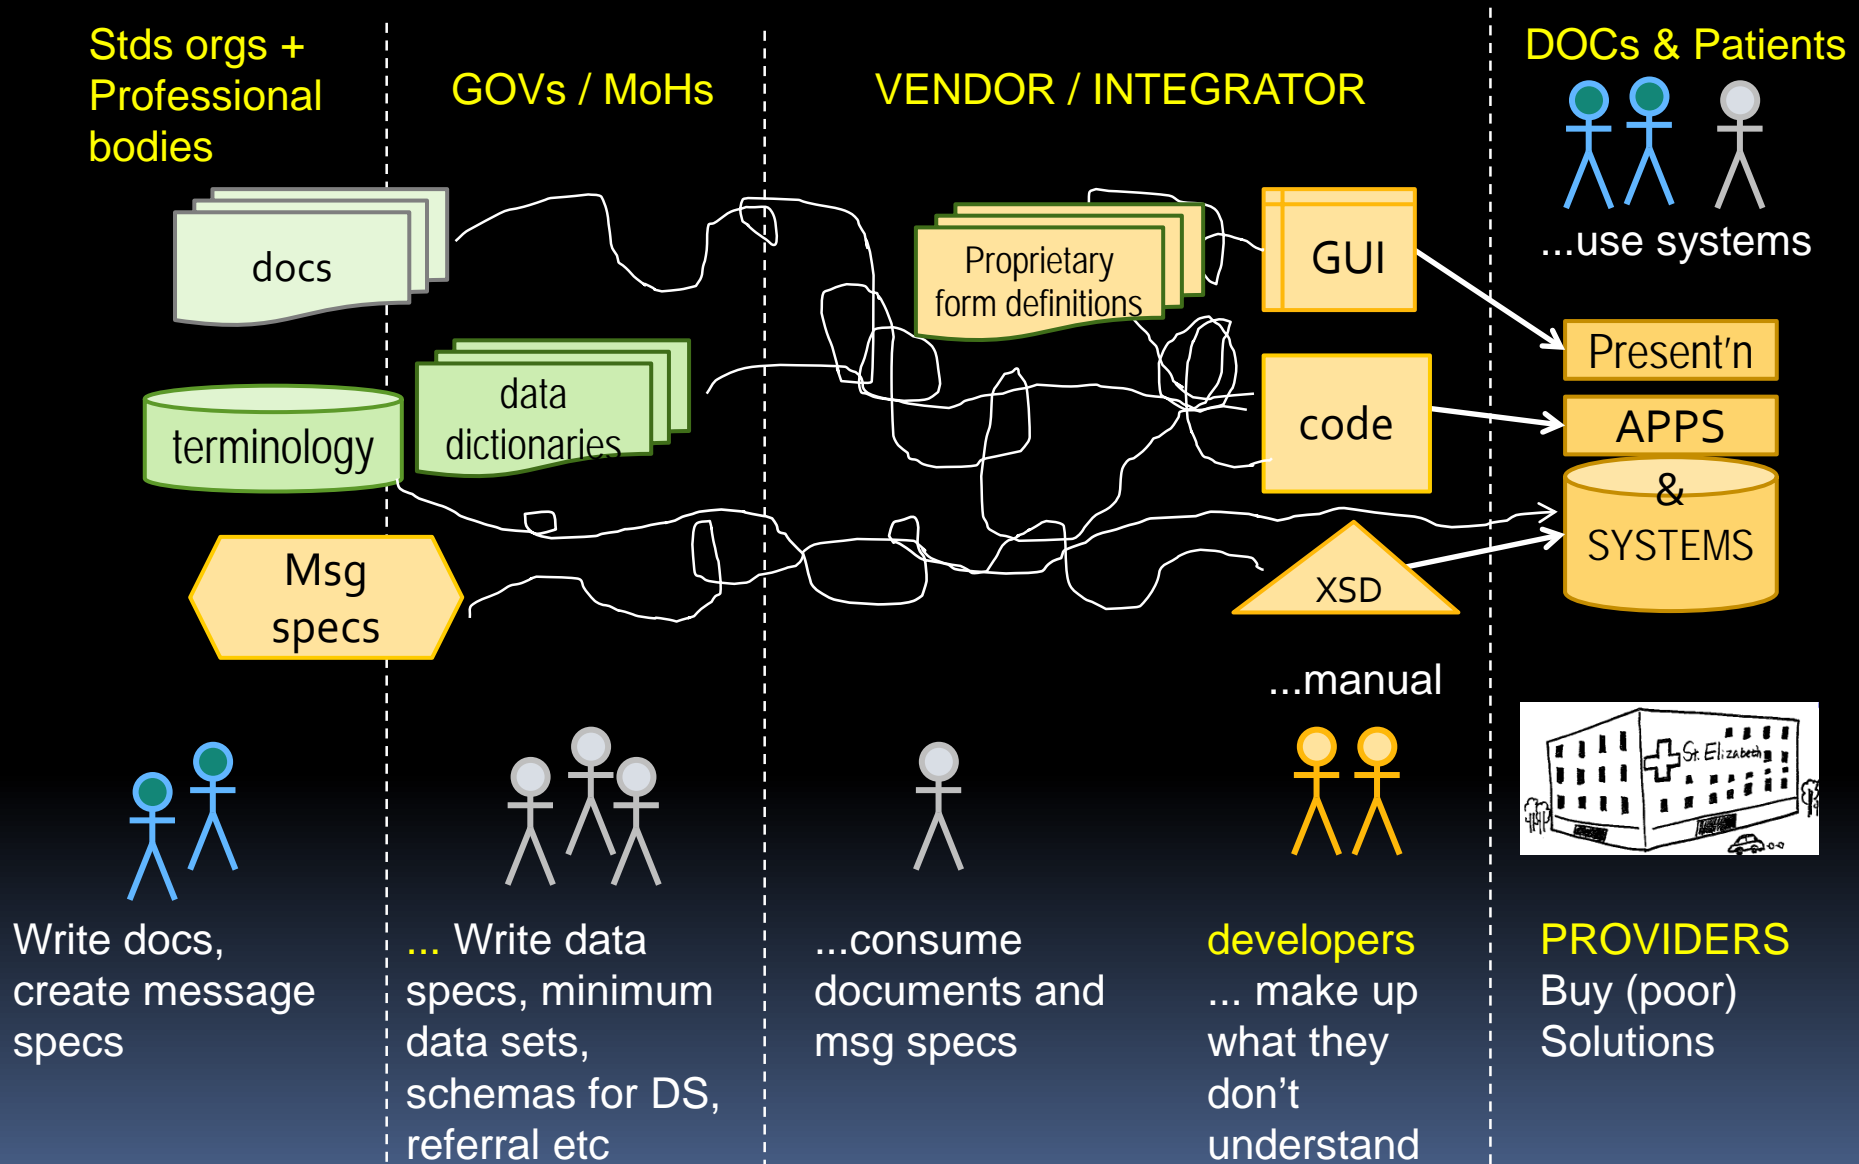 Stds orgs +
Professional
bodies
GOVs / MoHs
VENDOR / INTEGRATOR
DOCs & Patients
...use systems
docs
Proprietary
form definitions
GUI
Present'n
terminology
data
dictionaries
code
APPS
&
SYSTEMS
Msg
specs
XSD
...manual
St. Elizabeth
Write docs,
create message
specs
... Write data
specs, minimum
data sets,
schemas for DS,
referral etc
...consume
documents and
msg specs
developers
... make up
what they
don’t
understand
PROVIDERS
Buy (poor)
Solutions